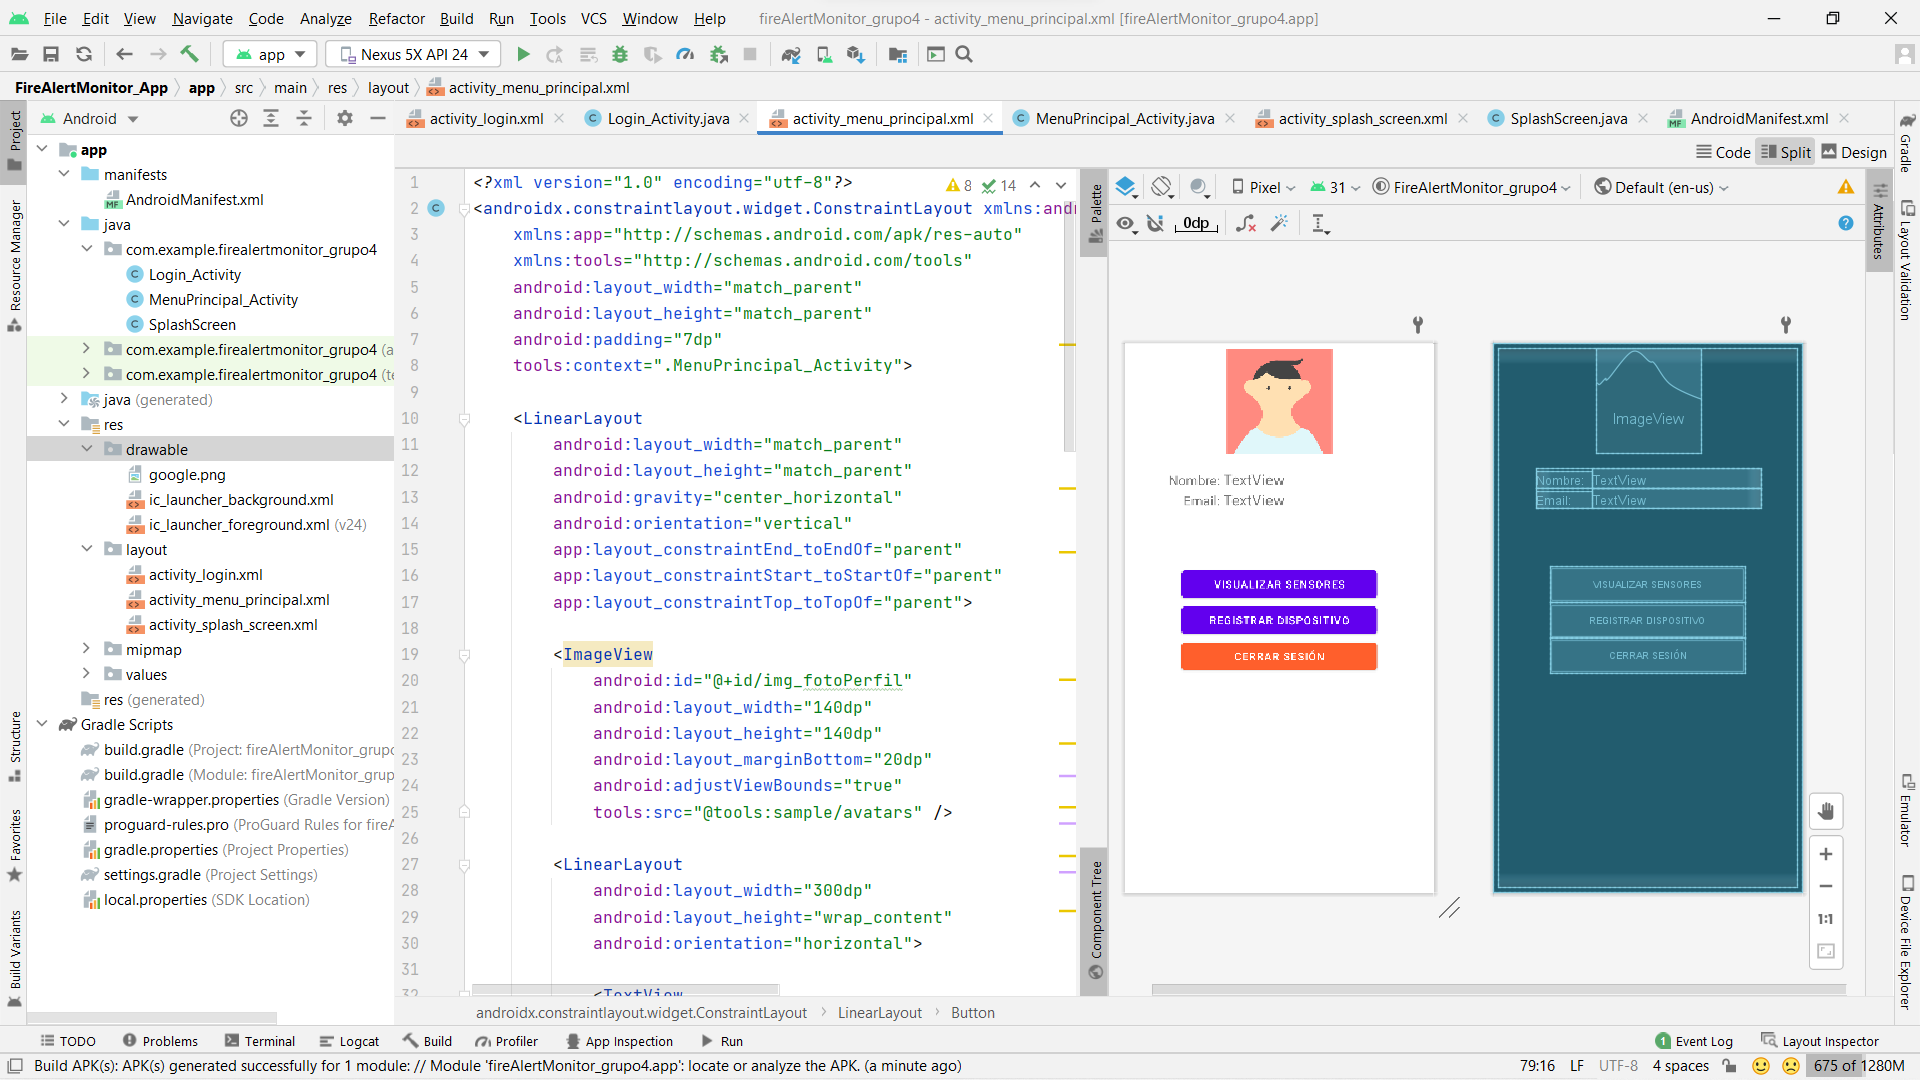 File Edit View Navigate Code Analyze Refactor Build Run Tools VCS Window Help fireAlertMonitor_grupo4 - activity_menu_principal.xml [fireAlertMonitor_grupo4.app]
app Nexus 5X API 24
FireAlertMonitor_App app src main res layout activity_menu_principal.xml
Android
activity_login.xml Login_Activity.java activity_menu_principal.xml MenuPrincipal_Activity.java activity_splash_screen.xml SplashScreen.java AndroidManifest.xml
Code Split Design
Project
Resource Manager
Structure
Favorites
Build Variants
app
manifests
AndroidManifest.xml
java
com.example.firealertmonitor_grupo4
Login_Activity
MenuPrincipal_Activity
SplashScreen
com.example.firealertmonitor_grupo4 (a
com.example.firealertmonitor_grupo4 (te
java (generated)
res
drawable
google.png
ic_launcher_background.xml
ic_launcher_foreground.xml (v24)
layout
activity_login.xml
activity_menu_principal.xml
activity_splash_screen.xml
mipmap
values
res (generated)
Gradle Scripts
build.gradle (Project: fireAlertMonitor_grupo
build.gradle (Module: fireAlertMonitor_grup
gradle-wrapper.properties (Gradle Version)
proguard-rules.pro (ProGuard Rules for fireA
gradle.properties (Project Properties)
settings.gradle (Project Settings)
local.properties (SDK Location)
8 14
1 <?xml version="1.0" encoding="utf-8"?>
2 <androidx.constraintlayout.widget.ConstraintLayout xmlns:andr
3 xmlns:app="http://schemas.android.com/apk/res-auto"
4 xmlns:tools="http://schemas.android.com/tools"
5 android:layout_width="match_parent"
6 android:layout_height="match_parent"
7 android:padding="7dp"
8 tools:context=".MenuPrincipal_Activity">
9
10 <LinearLayout
11 android:layout_width="match_parent"
12 android:layout_height="match_parent"
13 android:gravity="center_horizontal"
14 android:orientation="vertical"
15 app:layout_constraintEnd_toEndOf="parent"
16 app:layout_constraintStart_toStartOf="parent"
17 app:layout_constraintTop_toTopOf="parent">
18
19 <ImageView
20 android:id="@+id/img_fotoPerfil"
21 android:layout_width="140dp"
22 android:layout_height="140dp"
23 android:layout_marginBottom="20dp"
24 android:adjustViewBounds="true"
25 tools:src="@tools:sample/avatars" />
26
27 <LinearLayout
28 android:layout_width="300dp"
29 android:layout_height="wrap_content"
30 android:orientation="horizontal">
31
32 <TextView
androidx.constraintlayout.widget.ConstraintLayout LinearLayout Button
Palette
Component Tree
Pixel 31 FireAlertMonitor_grupo4 Default (en-us)
0dp
Nombre: TextView
Email: TextView
VISUALIZAR SENSORES
REGISTRAR DISPOSITIVO
CERRAR SESIÓN
ImageView
Nombre: TextView
Email: TextView
VISUALIZAR SENSORES
REGISTRAR DISPOSITIVO
CERRAR SESIÓN
1:1
Attributes
Gradle
Layout Validation
Emulator
Device File Explorer
TODO Problems Terminal Logcat Build Profiler App Inspection Run 1 Event Log Layout Inspector
Build APK(s): APK(s) generated successfully for 1 module: // Module 'fireAlertMonitor_grupo4.app': locate or analyze the APK. (a minute ago) 79:16 LF UTF-8 4 spaces 675 of 1280M